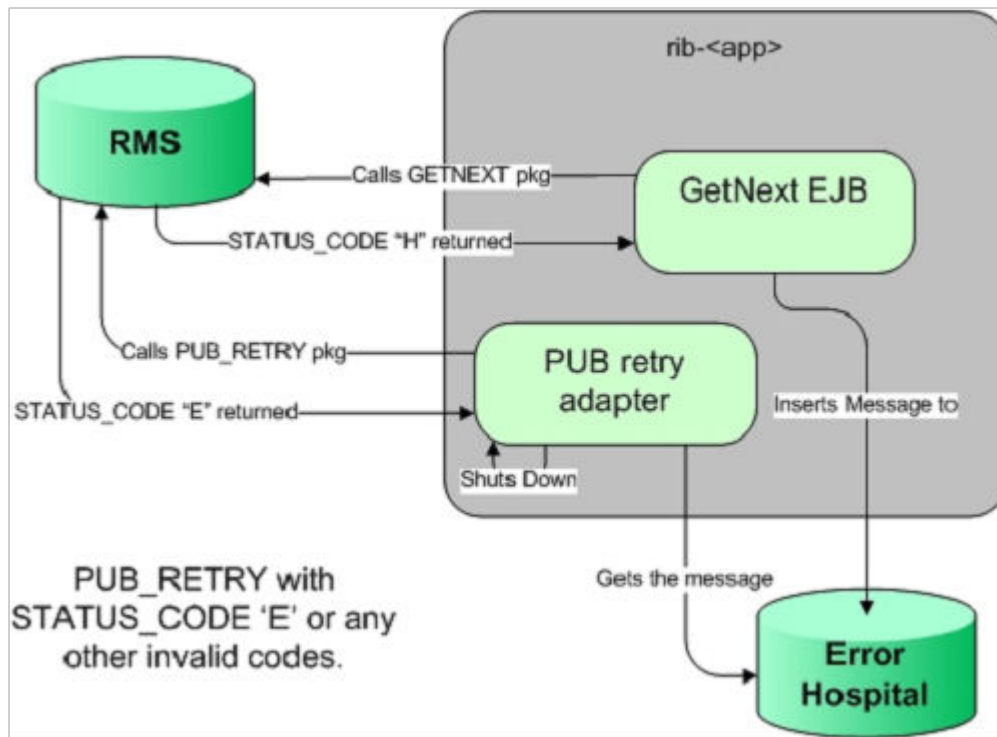 rib-<app>
RMS
Calls GETNEXT pkg
GetNext EJB
STATUS_CODE “H” returned
Calls PUB_RETRY pkg
PUB retry
adapter
STATUS_CODE “E” returned
Inserts Message to
Shuts Down
Gets the message
PUB_RETRY with
STATUS_CODE ‘E’ or any
other invalid codes.
Error
Hospital